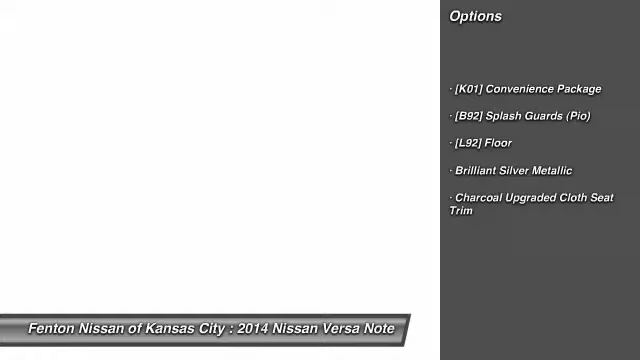 Options
· [K01] Convenience Package
· [B92] Splash Guards (Pio)
· [L92] Floor
· Brilliant Silver Metallic
· Charcoal Upgraded Cloth Seat
Trim
Fenton Nissan of Kansas City : 2014 Nissan Versa Note